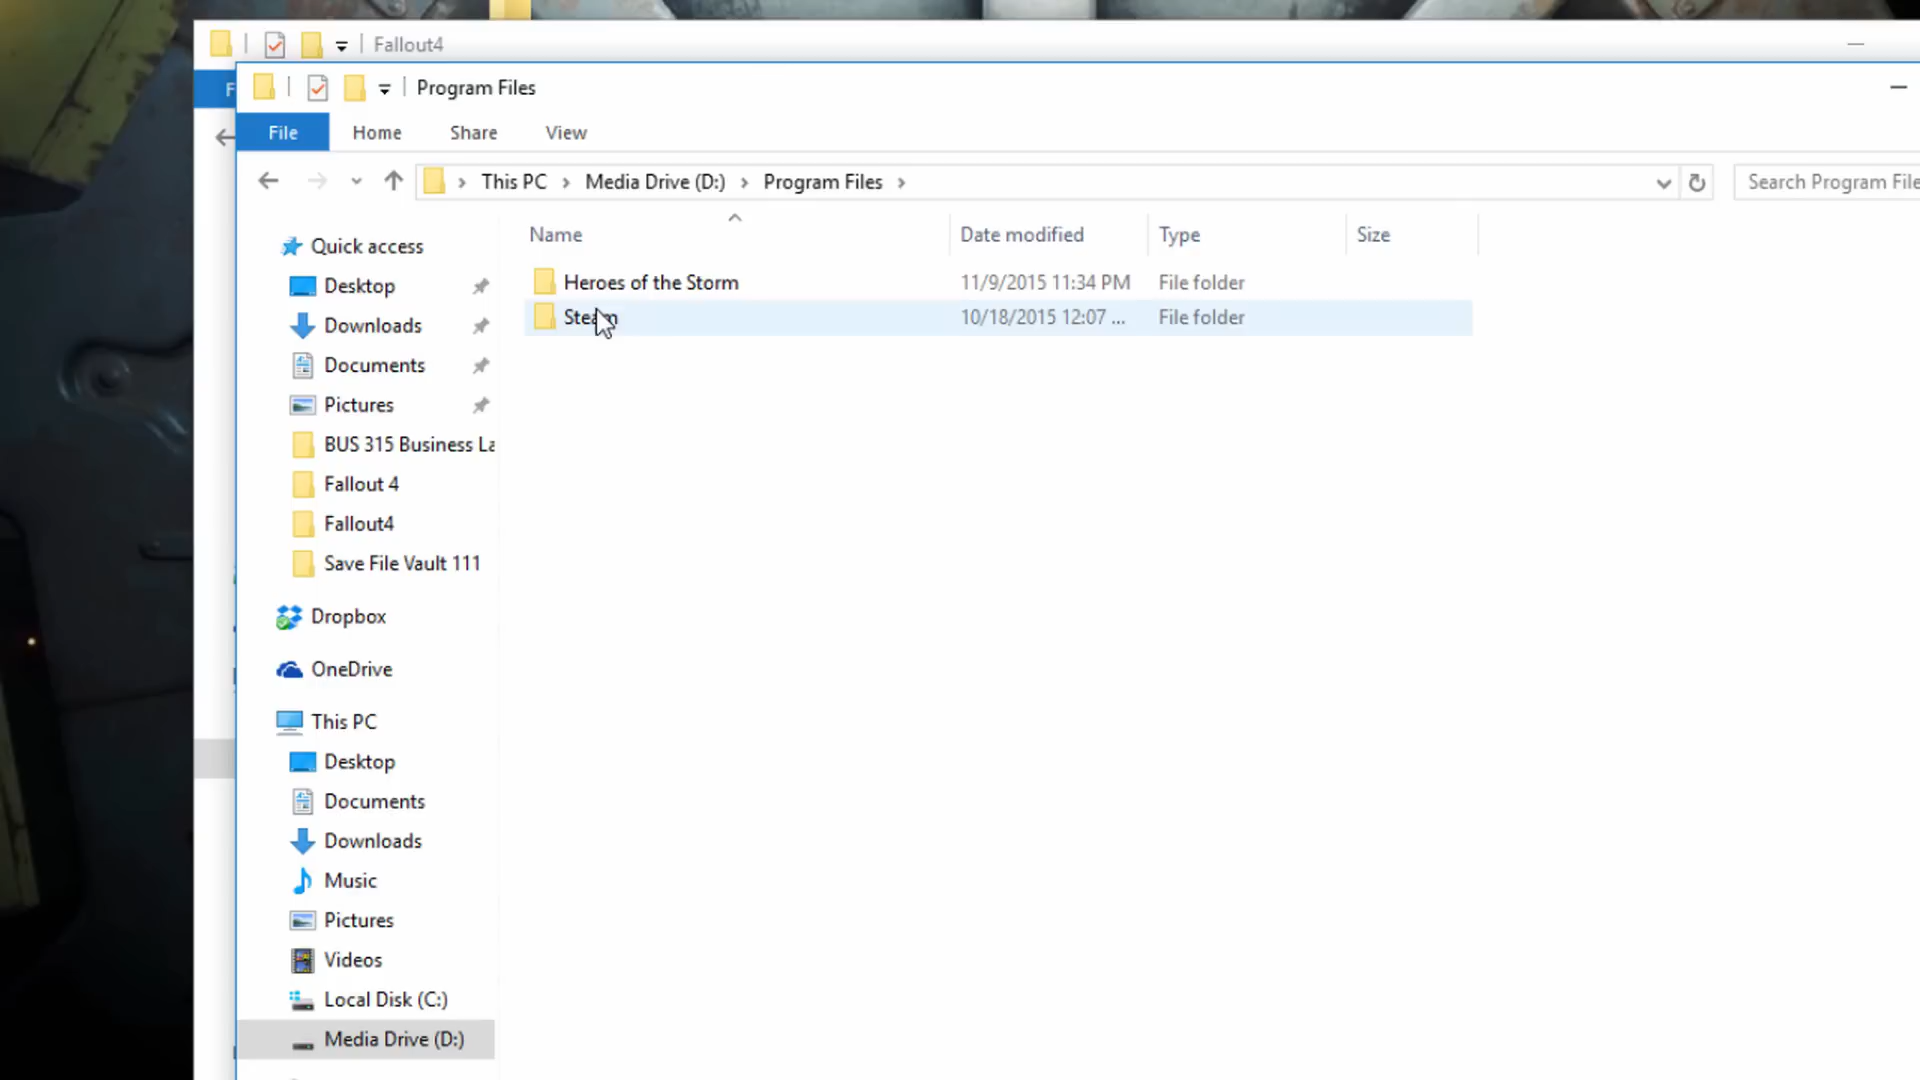 Fallout4
Program Files
File Home Share View
This PC Media Drive (D:) Program Files
Search Program File
Name Date modified Type Size
Heroes of the Storm 11/9/2015 11:34 PM File folder
Steam 10/18/2015 12:07 ... File folder
Quick access
Desktop
Downloads
Documents
Pictures
BUS 315 Business La
Fallout 4
Fallout4
Save File Vault 111
Dropbox
OneDrive
This PC
Desktop
Documents
Downloads
Music
Pictures
Videos
Local Disk (C:)
Media Drive (D:)